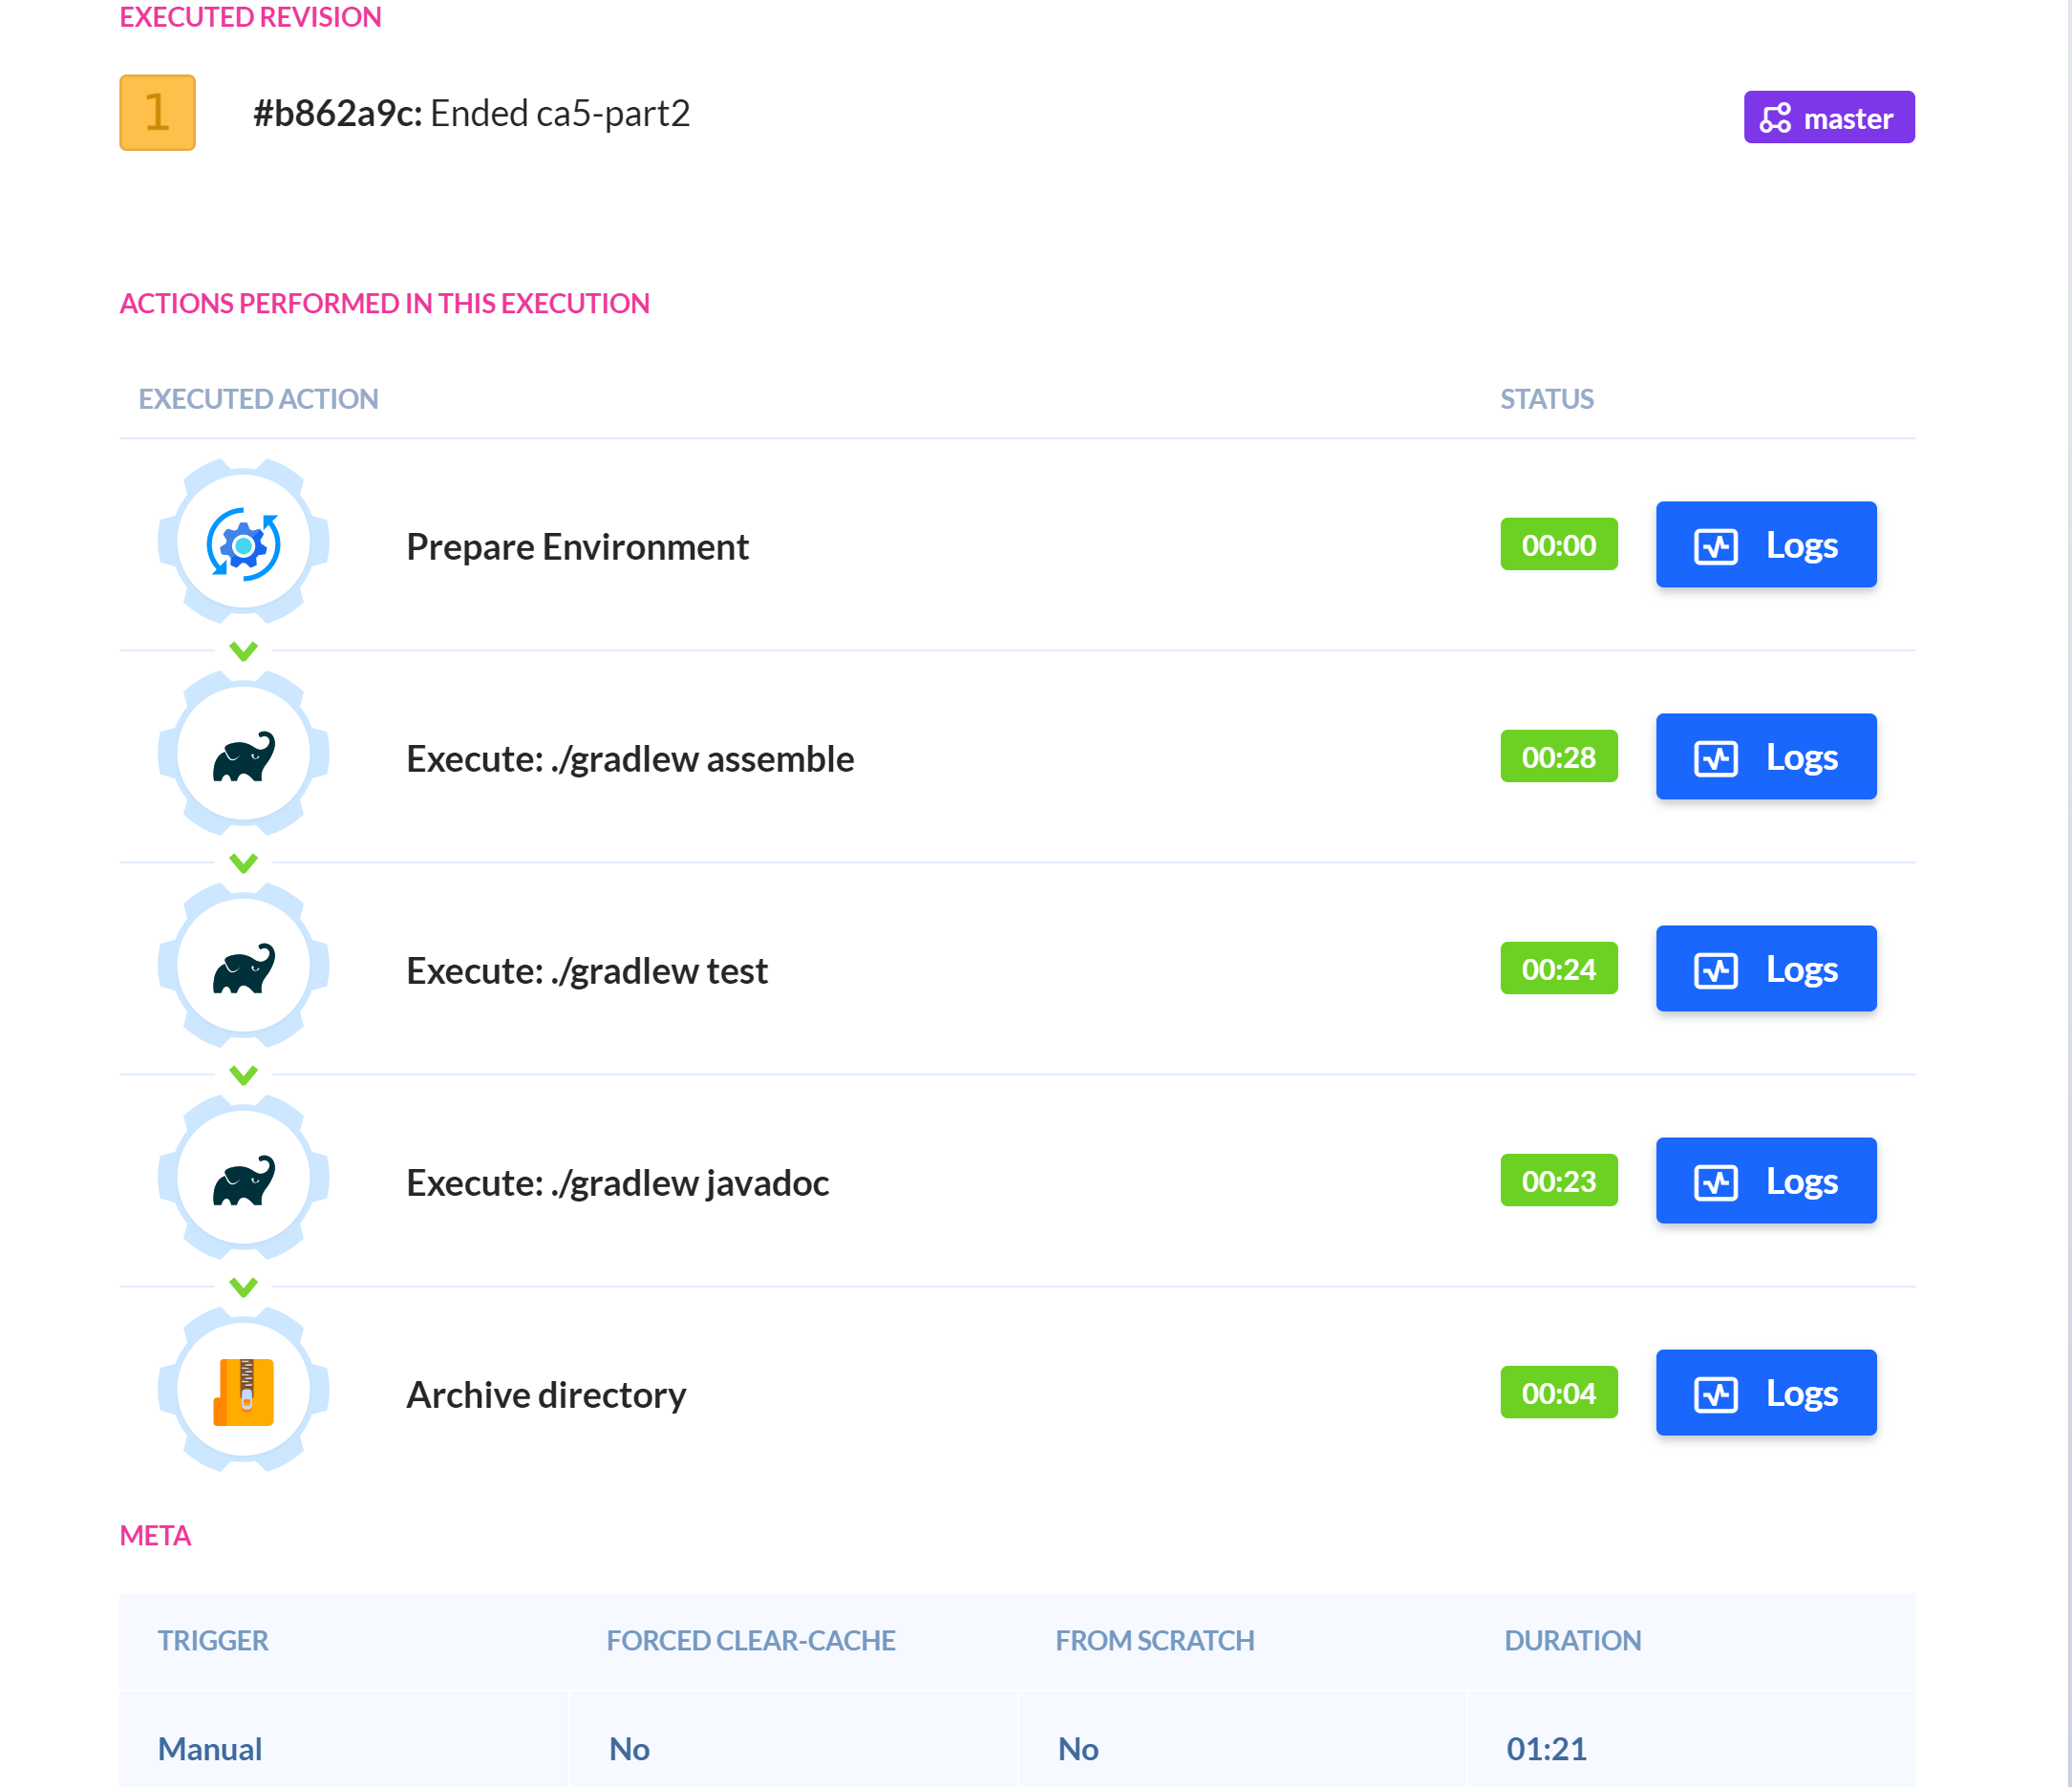 EXECUTED REVISION
1
#b862a9c: Ended ca5-part2
master
ACTIONS PERFORMED IN THIS EXECUTION
EXECUTED ACTION STATUS
Prepare Environment 00:00 Logs
Execute: ./gradlew assemble 00:28 Logs
Execute: ./gradlew test 00:24 Logs
Execute: ./gradlew javadoc 00:23 Logs
Archive directory 00:04 Logs
META
TRIGGER FORCED CLEAR-CACHE FROM SCRATCH DURATION
Manual No No 01:21